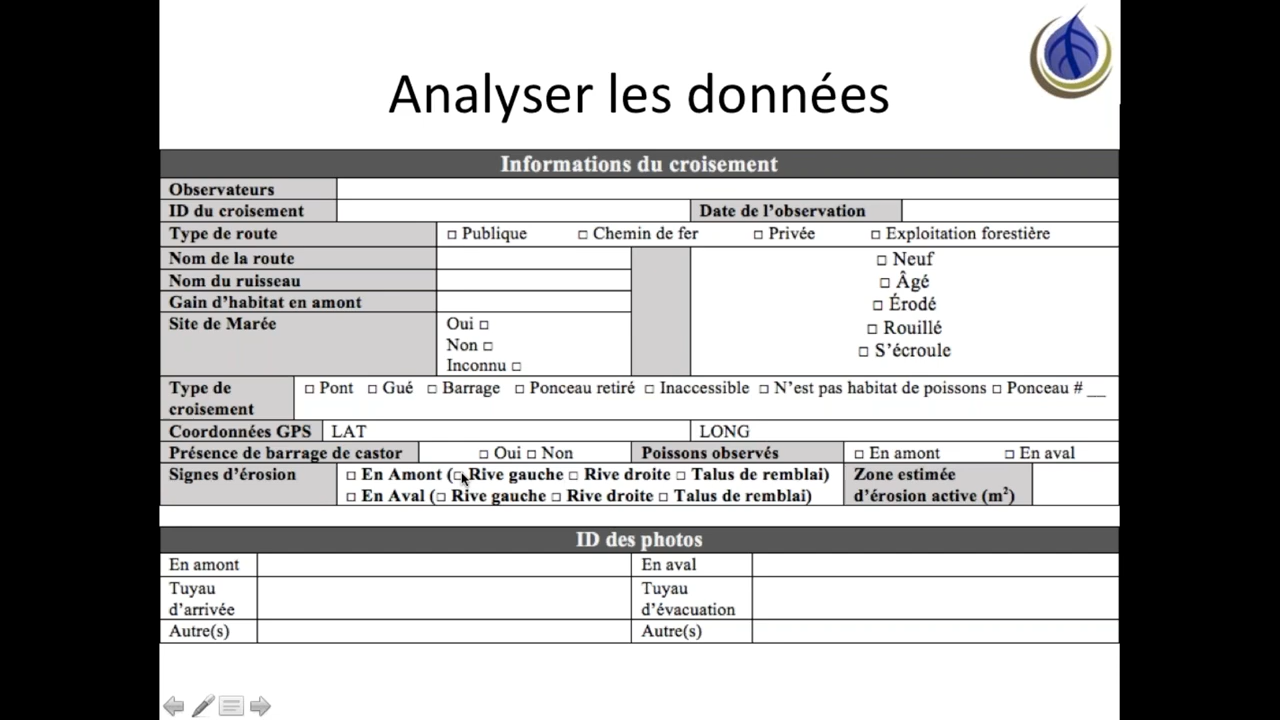 Analyser les données
Informations du croisement
Observateurs
ID du croisement Date de l'observation
Type de route □ Publique □ Chemin de fer □ Privée □ Exploitation forestière
Nom de la route
Nom du ruisseau
Gain d'habitat en amont
Site de Marée Oui □
Non □
Inconnu □
□ Neuf
□ Âgé
□ Érodé
□ Rouillé
□ S'écroule
Type de croisement □ Pont □ Gué □ Barrage □ Ponceau retiré □ Inaccessible □ N'est pas habitat de poissons □ Ponceau # __
Coordonnées GPS LAT LONG
Présence de barrage de castor □ Oui □ Non Poissons observés □ En amont □ En aval
Signes d'érosion □ En Amont (□ Rive gauche □ Rive droite □ Talus de remblai) Zone estimée
□ En Aval (□ Rive gauche □ Rive droite □ Talus de remblai) d'érosion active (m²)
ID des photos
En amont En aval
Tuyau d'arrivée Tuyau d'évacuation
Autre(s) Autre(s)